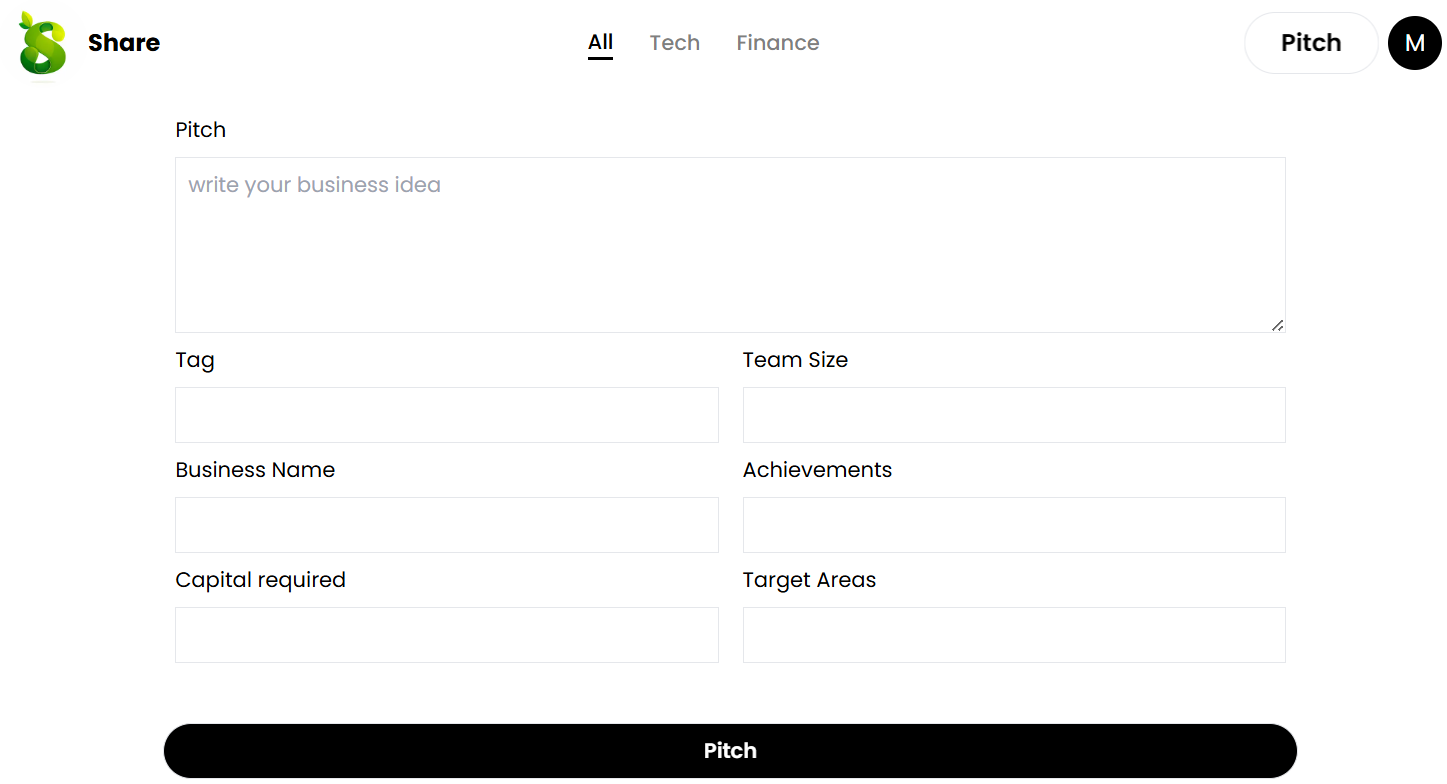 Share All Tech Finance Pitch M
Pitch
write your business idea
Tag Team Size
Business Name Achievements
Capital required Target Areas
Pitch